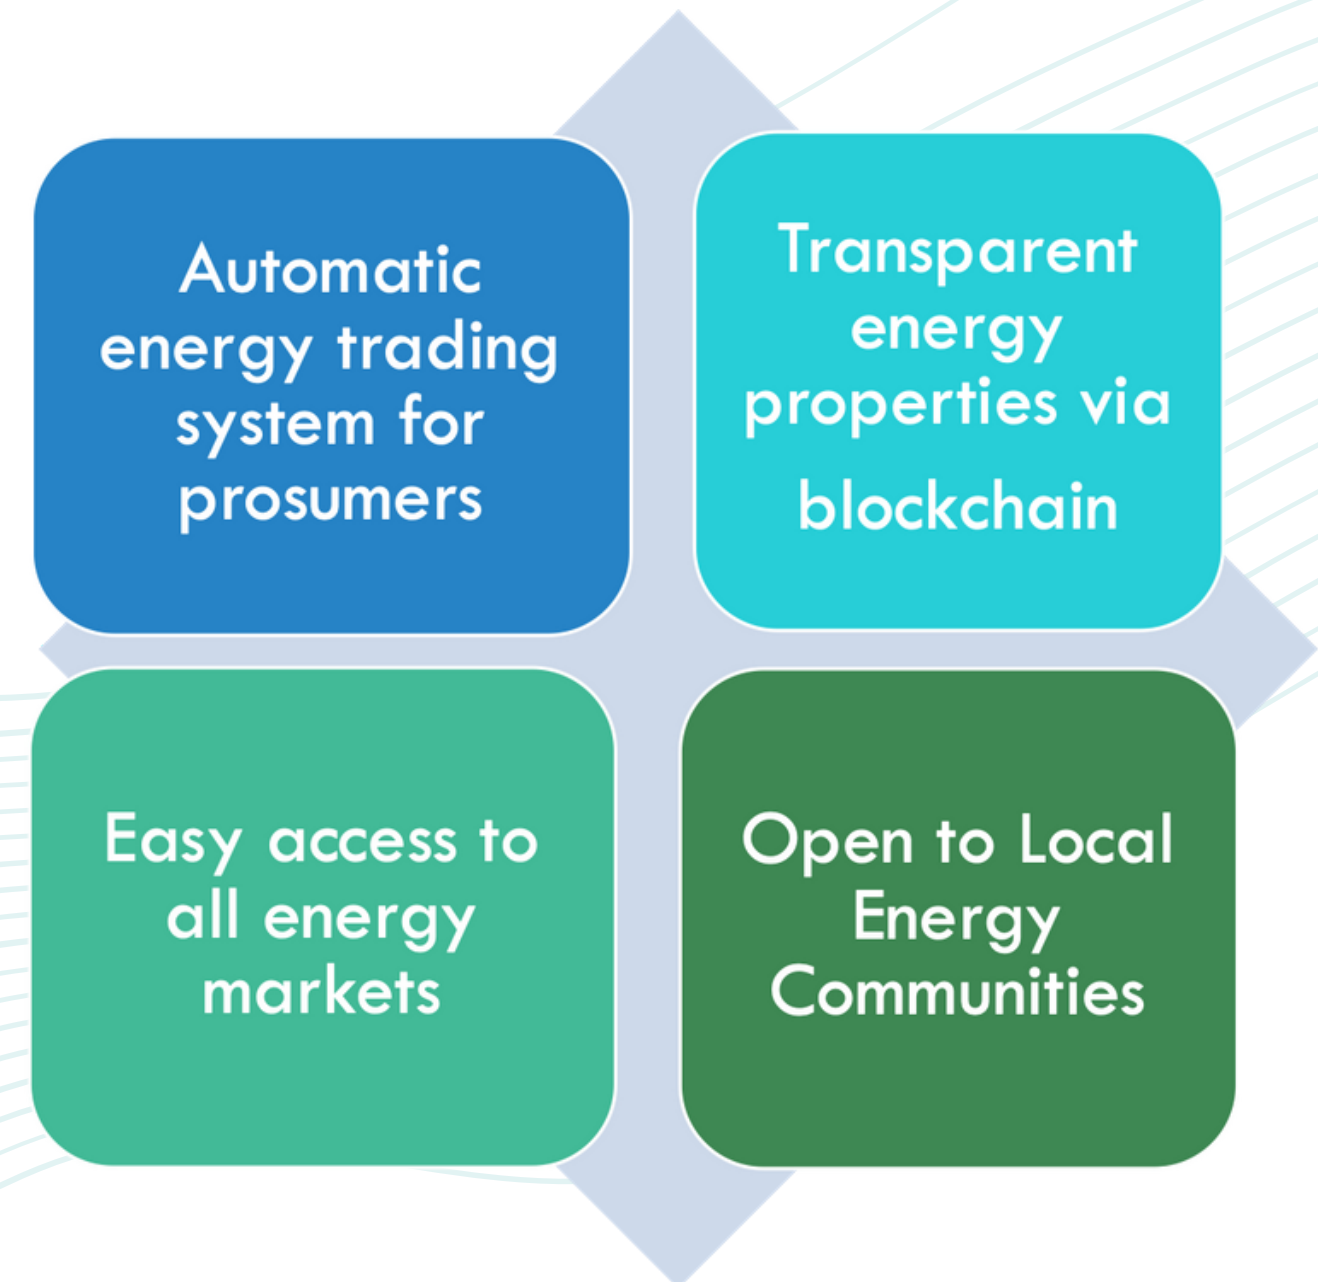 Automatic
energy trading
system for
prosumers
Transparent
energy
properties via
blockchain
Easy access to
all energy
markets
Open to Local
Energy
Communities